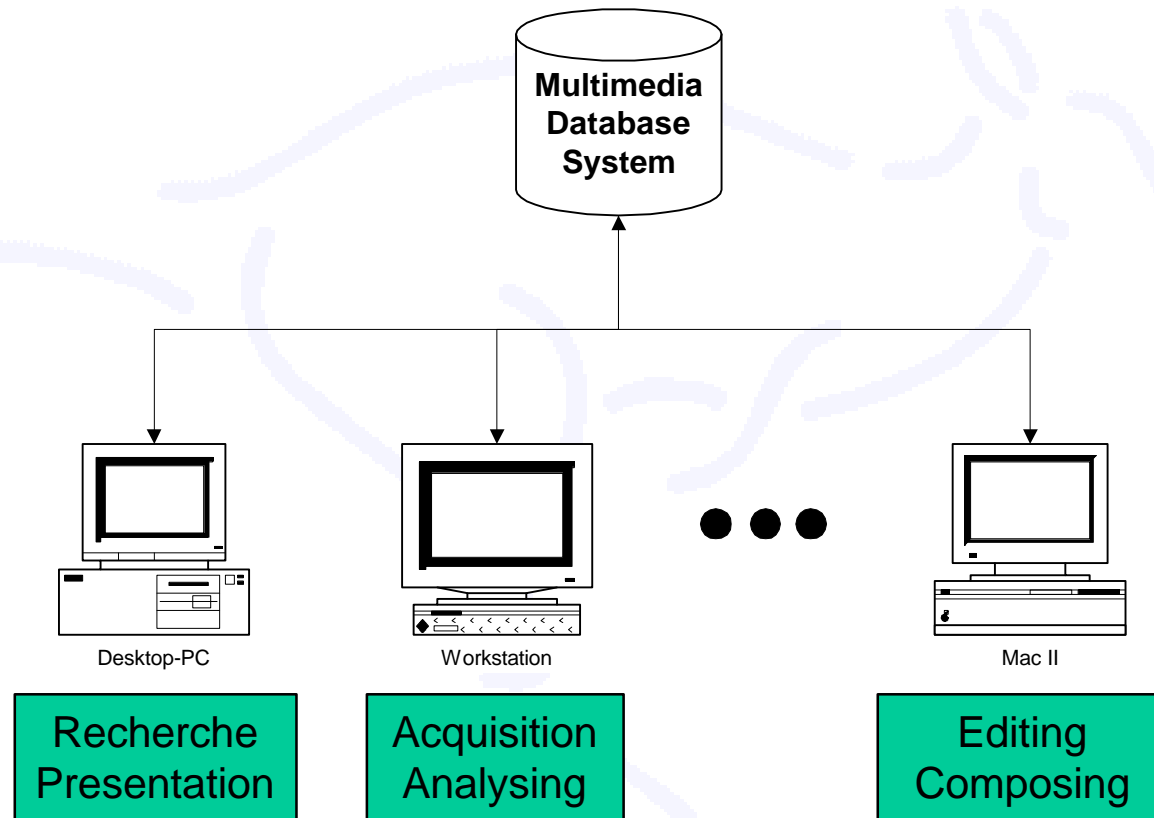 Multimedia
Database
System
Desktop-PC
Workstation
Mac II
Recherche
Presentation
Acquisition
Analysing
Editing
Composing